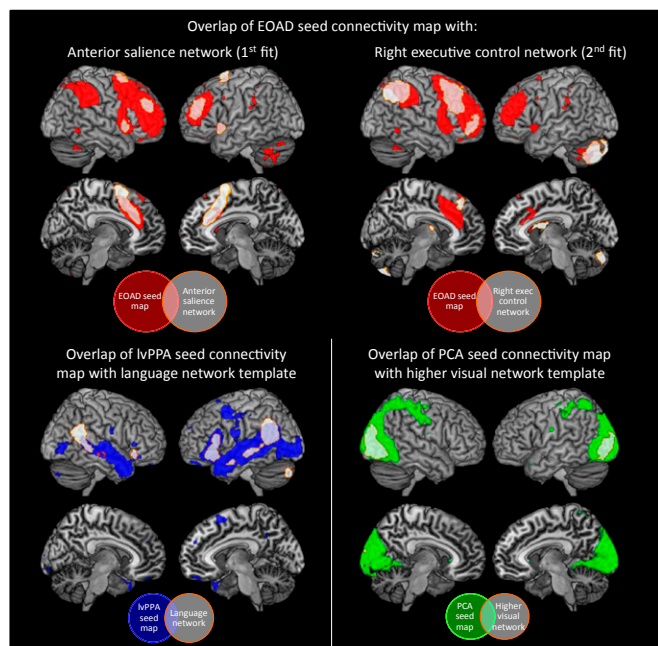 Overlap of EOAD seed connectivity map with:
Anterior salience network (1st fit)
Right executive control network (2nd fit)
EOAD seed
map
Anterior
salience
network
EOAD seed
map
Right exec
control
network
Overlap of lvPPA seed connectivity
map with language network template
Overlap of PCA seed connectivity map
with higher visual network template
lvPPA
seed
map
Language
network
PCA
seed
map
Higher
visual
network